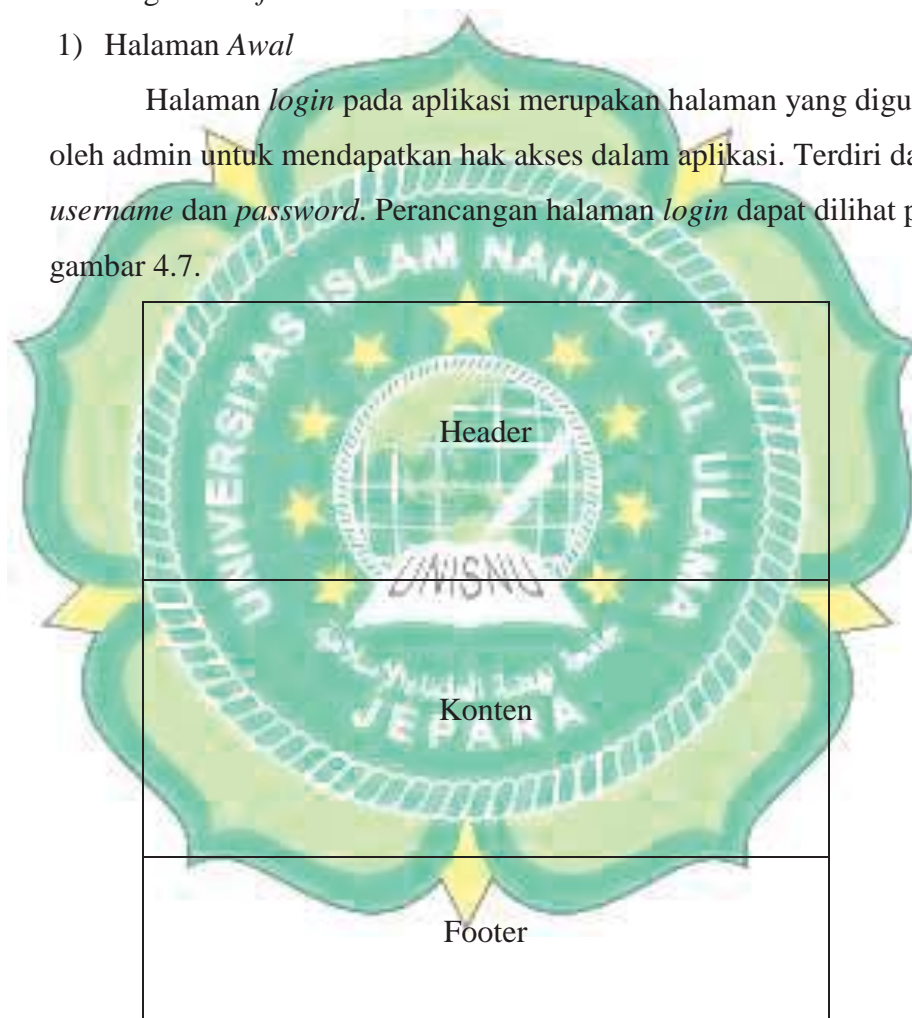 1) Halaman Awal
Halaman login pada aplikasi merupakan halaman yang digu
oleh admin untuk mendapatkan hak akses dalam aplikasi. Terdiri da
username dan password. Perancangan halaman login dapat dilihat p
gambar 4.7.
UNIVERSITAS ISLAM NAHDLATUL ULAMA
Header
UNISNU
JEPARA
Konten
Footer